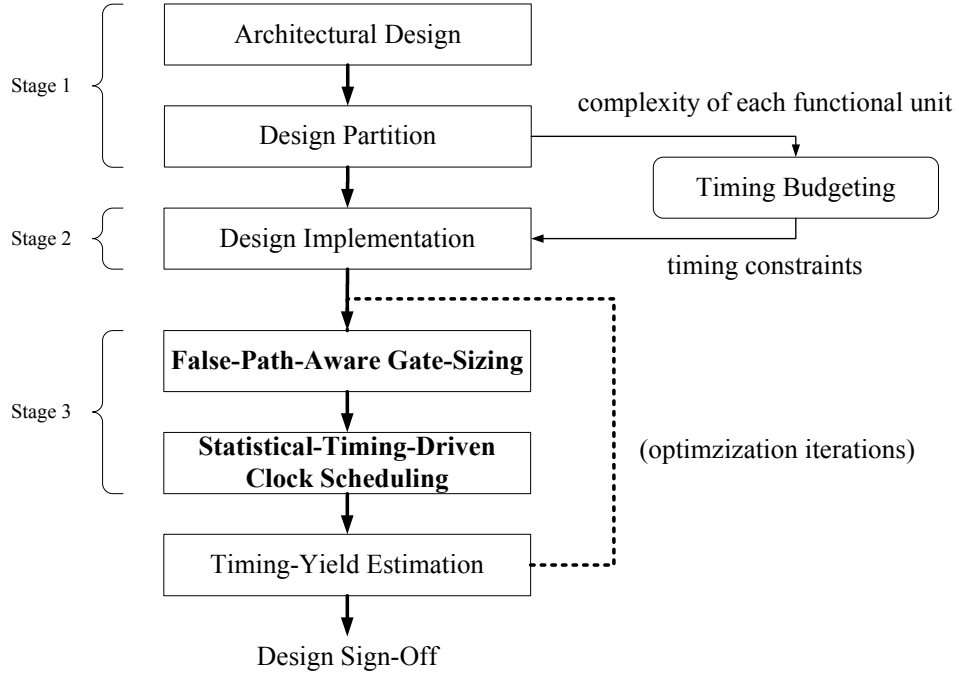 Architectural Design
Stage 1
complexity of each functional unit
Design Partition
Timing Budgeting
Stage 2
Design Implementation
timing constraints
False-Path-Aware Gate-Sizing
Stage 3
Statistical-Timing-Driven
Clock Scheduling
(optimzization iterations)
Timing-Yield Estimation
Design Sign-Off